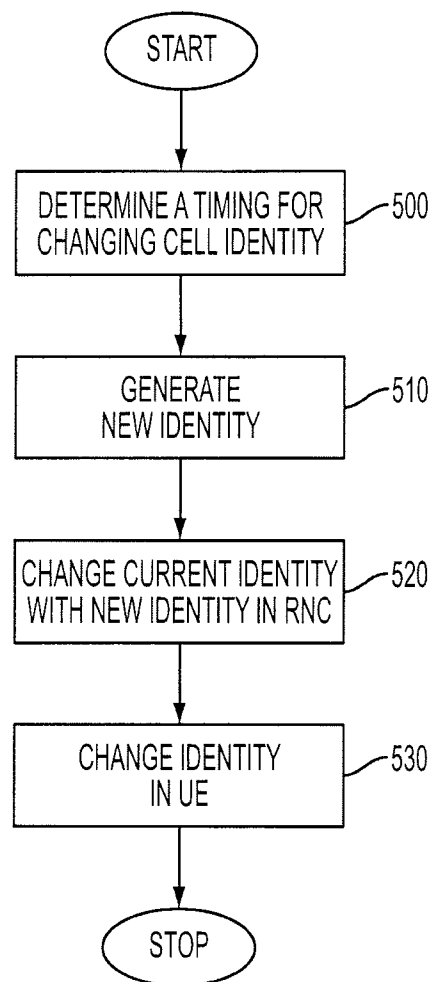 START
DETERMINE A TIMING FOR
CHANGING CELL IDENTITY
500
GENERATE
NEW IDENTITY
510
CHANGE CURRENT IDENTITY
WITH NEW IDENTITY IN RNC
520
CHANGE IDENTITY
IN UE
530
STOP